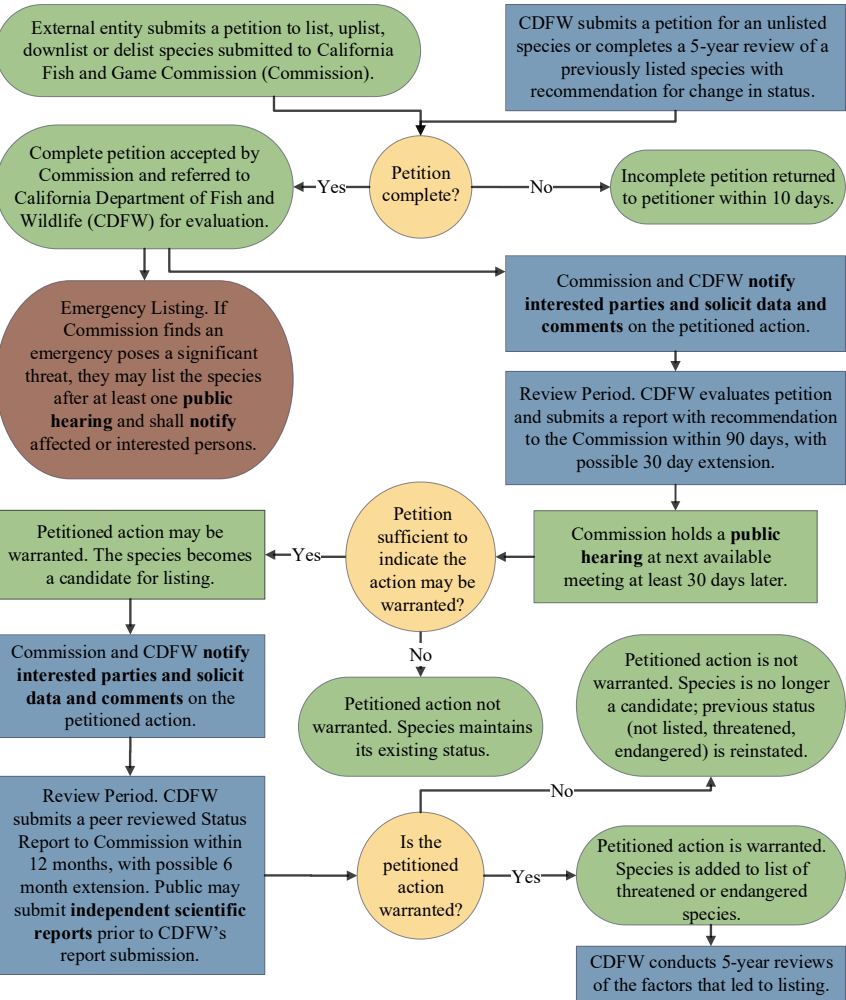 External entity submits a petition to list, uplist,
downlist or delist species submitted to California
Fish and Game Commission (Commission).
CDFW submits a petition for an unlisted
species or completes a 5-year review of a
previously listed species with
recommendation for change in status.
Complete petition accepted by
Commission and referred to
California Department of Fish and
Wildlife (CDFW) for evaluation.
Yes
Petition
complete?
No
Incomplete petition returned
to petitioner within 10 days.
Emergency Listing. If
Commission finds an
emergency poses a significant
threat, they may list the species
after at least one public
hearing and shall notify
affected or interested persons.
Commission and CDFW notify
interested parties and solicit data and
comments on the petitioned action.
Review Period. CDFW evaluates petition
and submits a report with recommendation
to the Commission within 90 days, with
possible 30 day extension.
Commission holds a public
hearing at next available
meeting at least 30 days later.
Petition
sufficient to
indicate the
action may be
warranted?
Yes
Petitioned action may be
warranted. The species becomes
a candidate for listing.
No
Petitioned action not
warranted. Species maintains
its existing status.
Commission and CDFW notify
interested parties and solicit
data and comments on the
petitioned action.
Review Period. CDFW
submits a peer reviewed Status
Report to Commission within
12 months, with possible 6
month extension. Public may
submit independent scientific
reports prior to CDFW’s
report submission.
Is the
petitioned
action
warranted?
No
Petitioned action is not
warranted. Species is no longer
a candidate; previous status
(not listed, threatened,
endangered) is reinstated.
Yes
Petitioned action is warranted.
Species is added to list of
threatened or endangered
species.
CDFW conducts 5-year reviews
of the factors that led to listing.